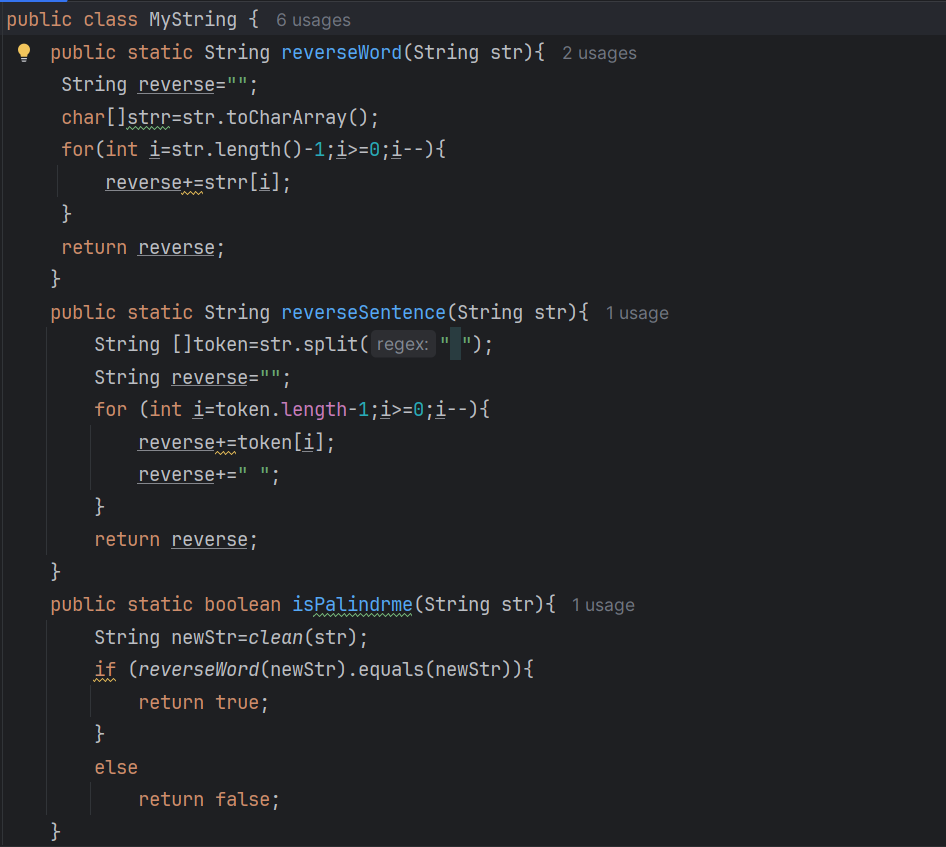 public class MyString {  6 usages
    public static String reverseWord(String str){  2 usages
     String reverse="";
     char[]strr=str.toCharArray();
     for(int i=str.length()-1;i>=0;i--){
         reverse+=strr[i];
     }
     return reverse;
    }
    public static String reverseSentence(String str){  1 usage
        String []token=str.split( regex: " ");
        String reverse="";
        for (int i=token.length-1;i>=0;i--){
            reverse+=token[i];
            reverse+=" ";
        }
        return reverse;
    }
    public static boolean isPalindrme(String str){  1 usage
        String newStr=clean(str);
        if (reverseWord(newStr).equals(newStr)){
            return true;
        }
        else
            return false;
    }